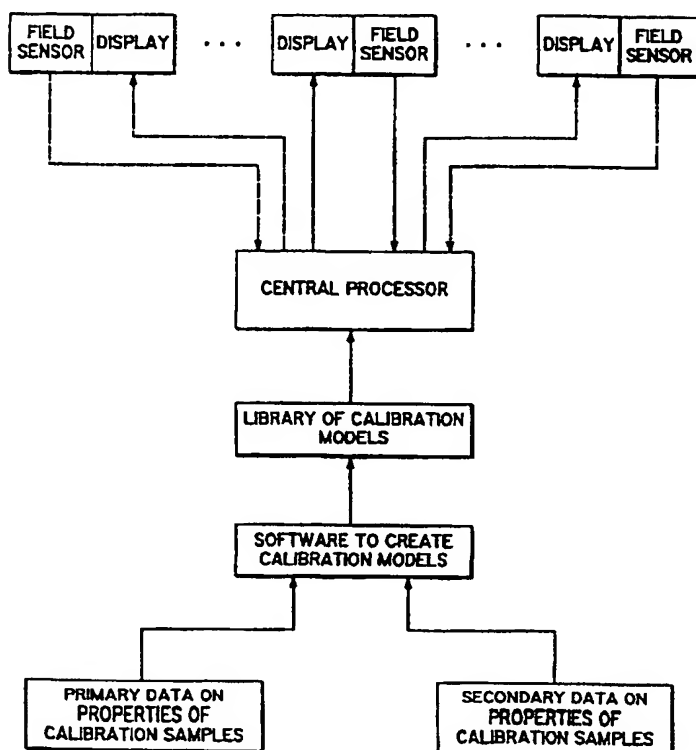 FIELD SENSOR DISPLAY ... DISPLAY FIELD SENSOR ... DISPLAY FIELD SENSOR
CENTRAL PROCESSOR
LIBRARY OF CALIBRATION
MODELS
SOFTWARE TO CREATE
CALIBRATION MODELS
PRIMARY DATA ON
PROPERTIES OF
CALIBRATION SAMPLES
SECONDARY DATA ON
PROPERTIES OF
CALIBRATION SAMPLES